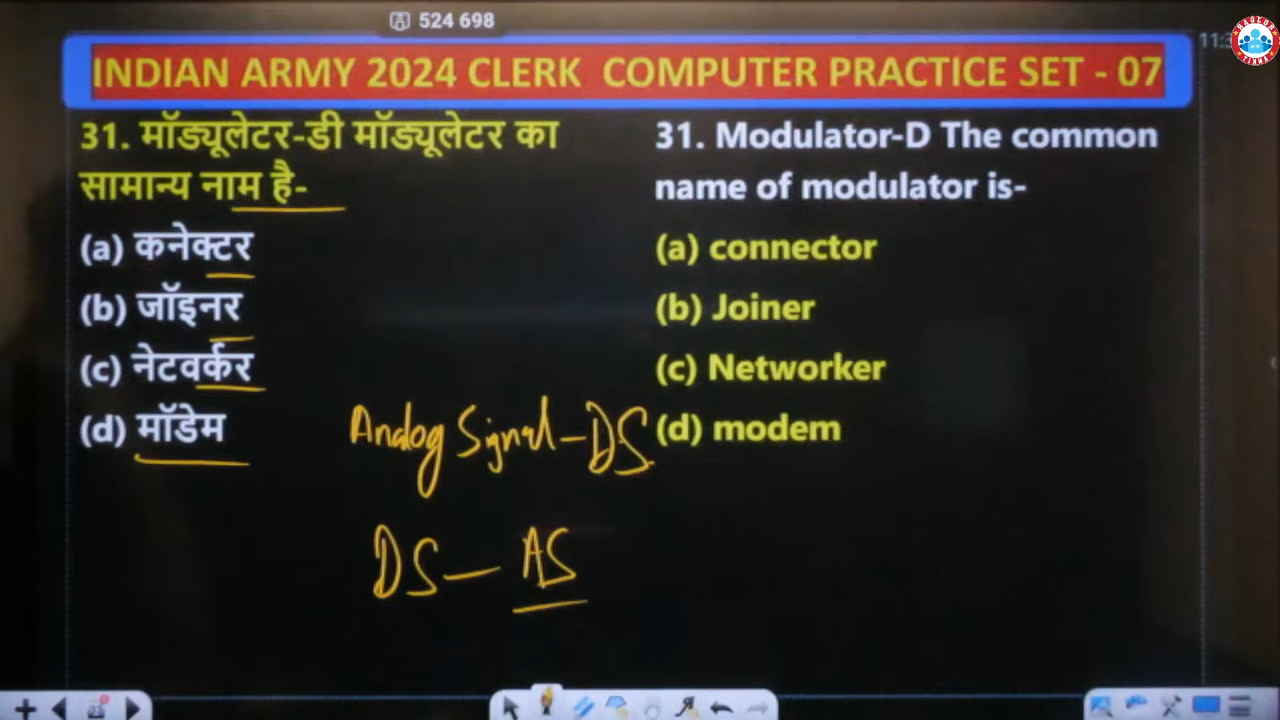 524 698
INDIAN ARMY 2024 CLERK COMPUTER PRACTICE SET - 07
31. मॉड्यूलेटर-डी मॉड्यूलेटर का
सामान्य नाम है-
(a) कनेक्टर
(b) जॉइनर
(c) नेटवर्कर
(d) मॉडेम
31. Modulator-D The common
name of modulator is-
(a) connector
(b) Joiner
(c) Networker
(d) modem
Analog Signal – DS
DS – AS